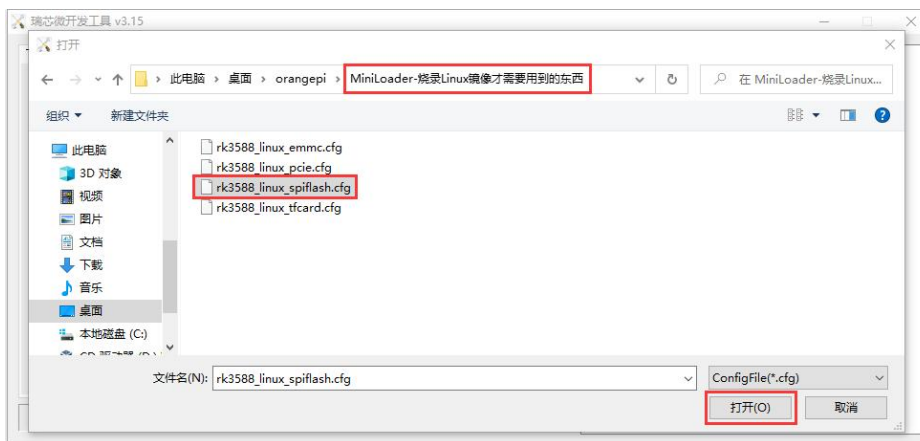 瑞芯微开发工具 v3.15
打开
此电脑 › 桌面 › orangepi › MiniLoader-烧录Linux镜像才需要用到的东西
在 MiniLoader-烧录Linux...
组织
新建文件夹
此电脑
3D 对象
视频
图片
文档
下载
音乐
桌面
本地磁盘 (C:)
rk3588_linux_emmc.cfg
rk3588_linux_pcie.cfg
rk3588_linux_spiflash.cfg
rk3588_linux_tfcard.cfg
文件名(N):
rk3588_linux_spiflash.cfg
ConfigFile(*.cfg)
打开(O)
取消